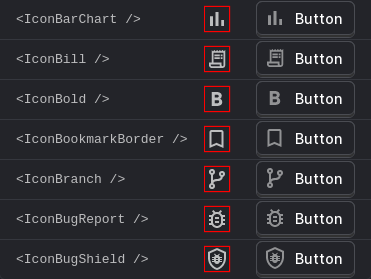 <IconBarChart /> Button
<IconBill /> Button
<IconBold /> B B Button
<IconBookmarkBorder /> Button
<IconBranch /> Button
<IconBugReport /> Button
<IconBugShield /> Button